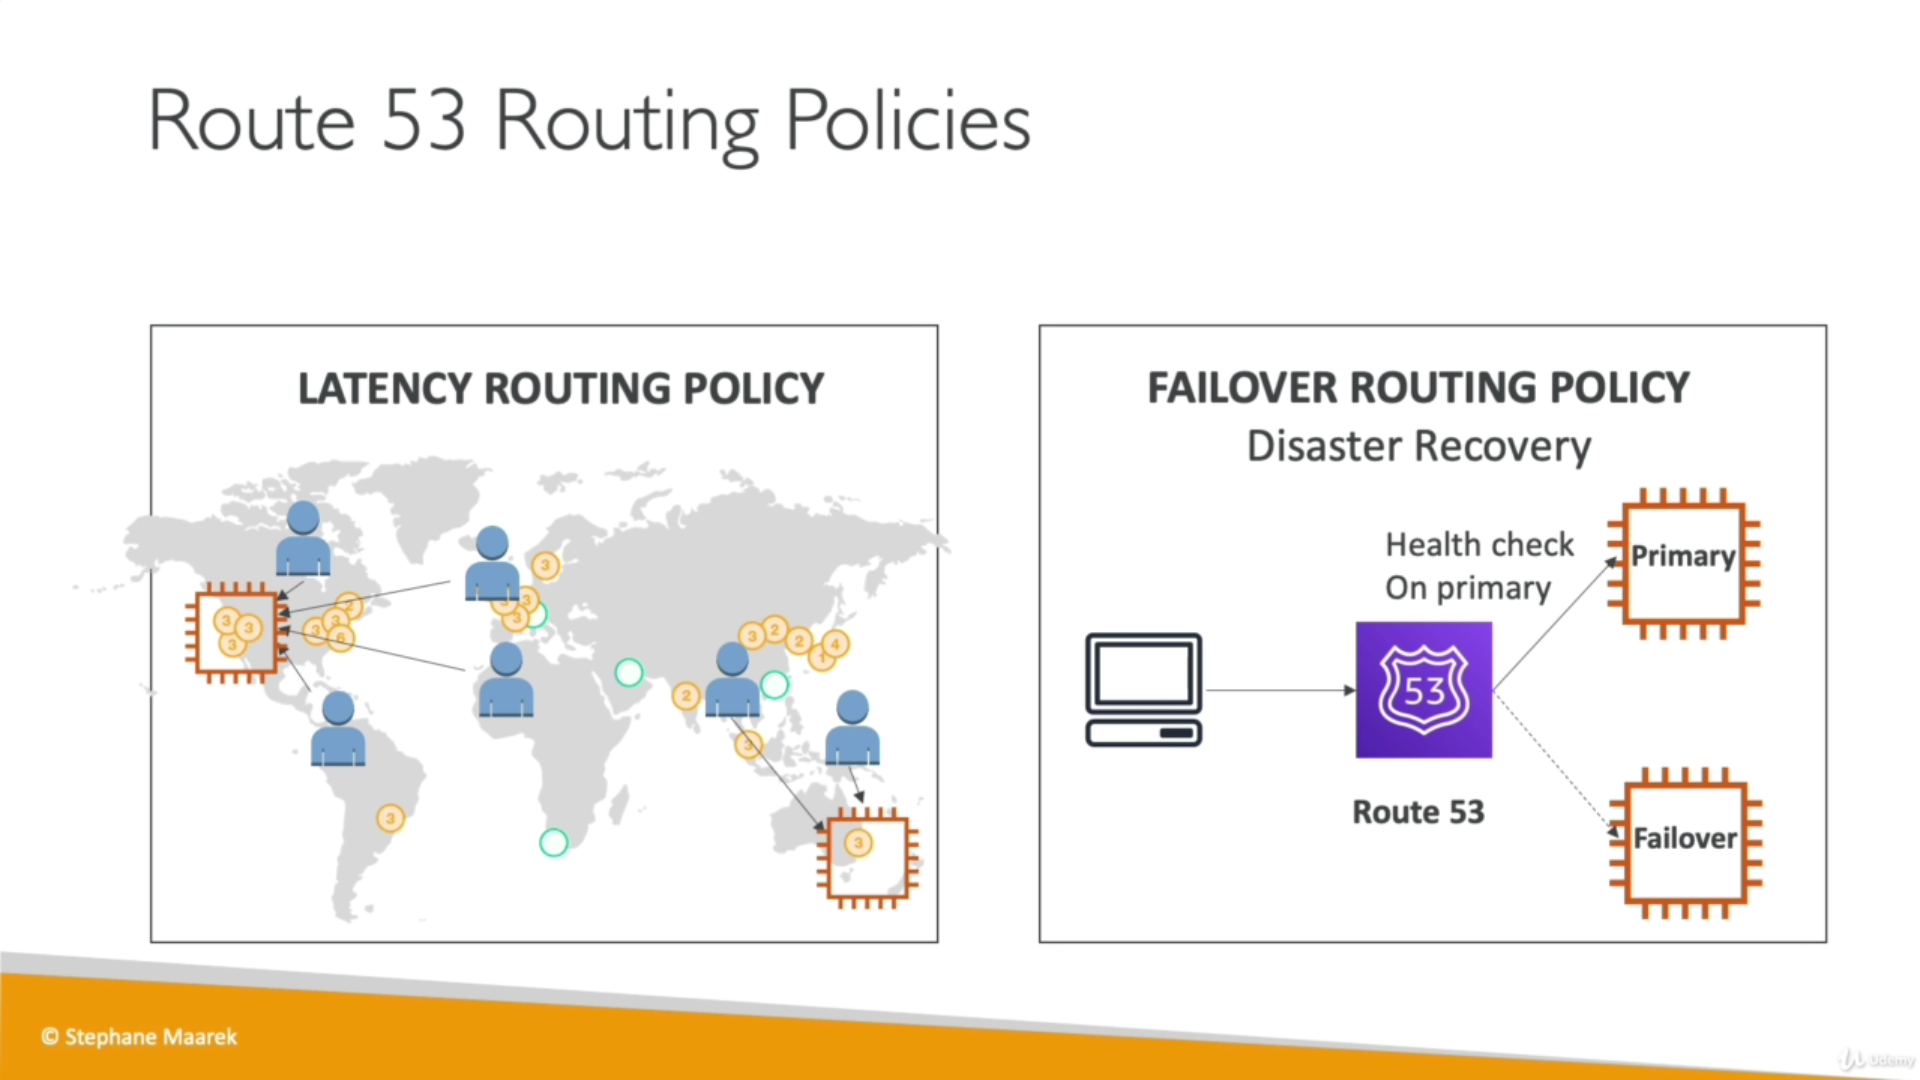 Route 53 Routing Policies
LATENCY ROUTING POLICY
3
3
3
2
3
3
6
3
3
3
3
3
2
3
2
2
1
4
3
3
FAILOVER ROUTING POLICY
Disaster Recovery
Health check
On primary
Primary
53
Route 53
Failover
© Stephane Maarek
Udemy